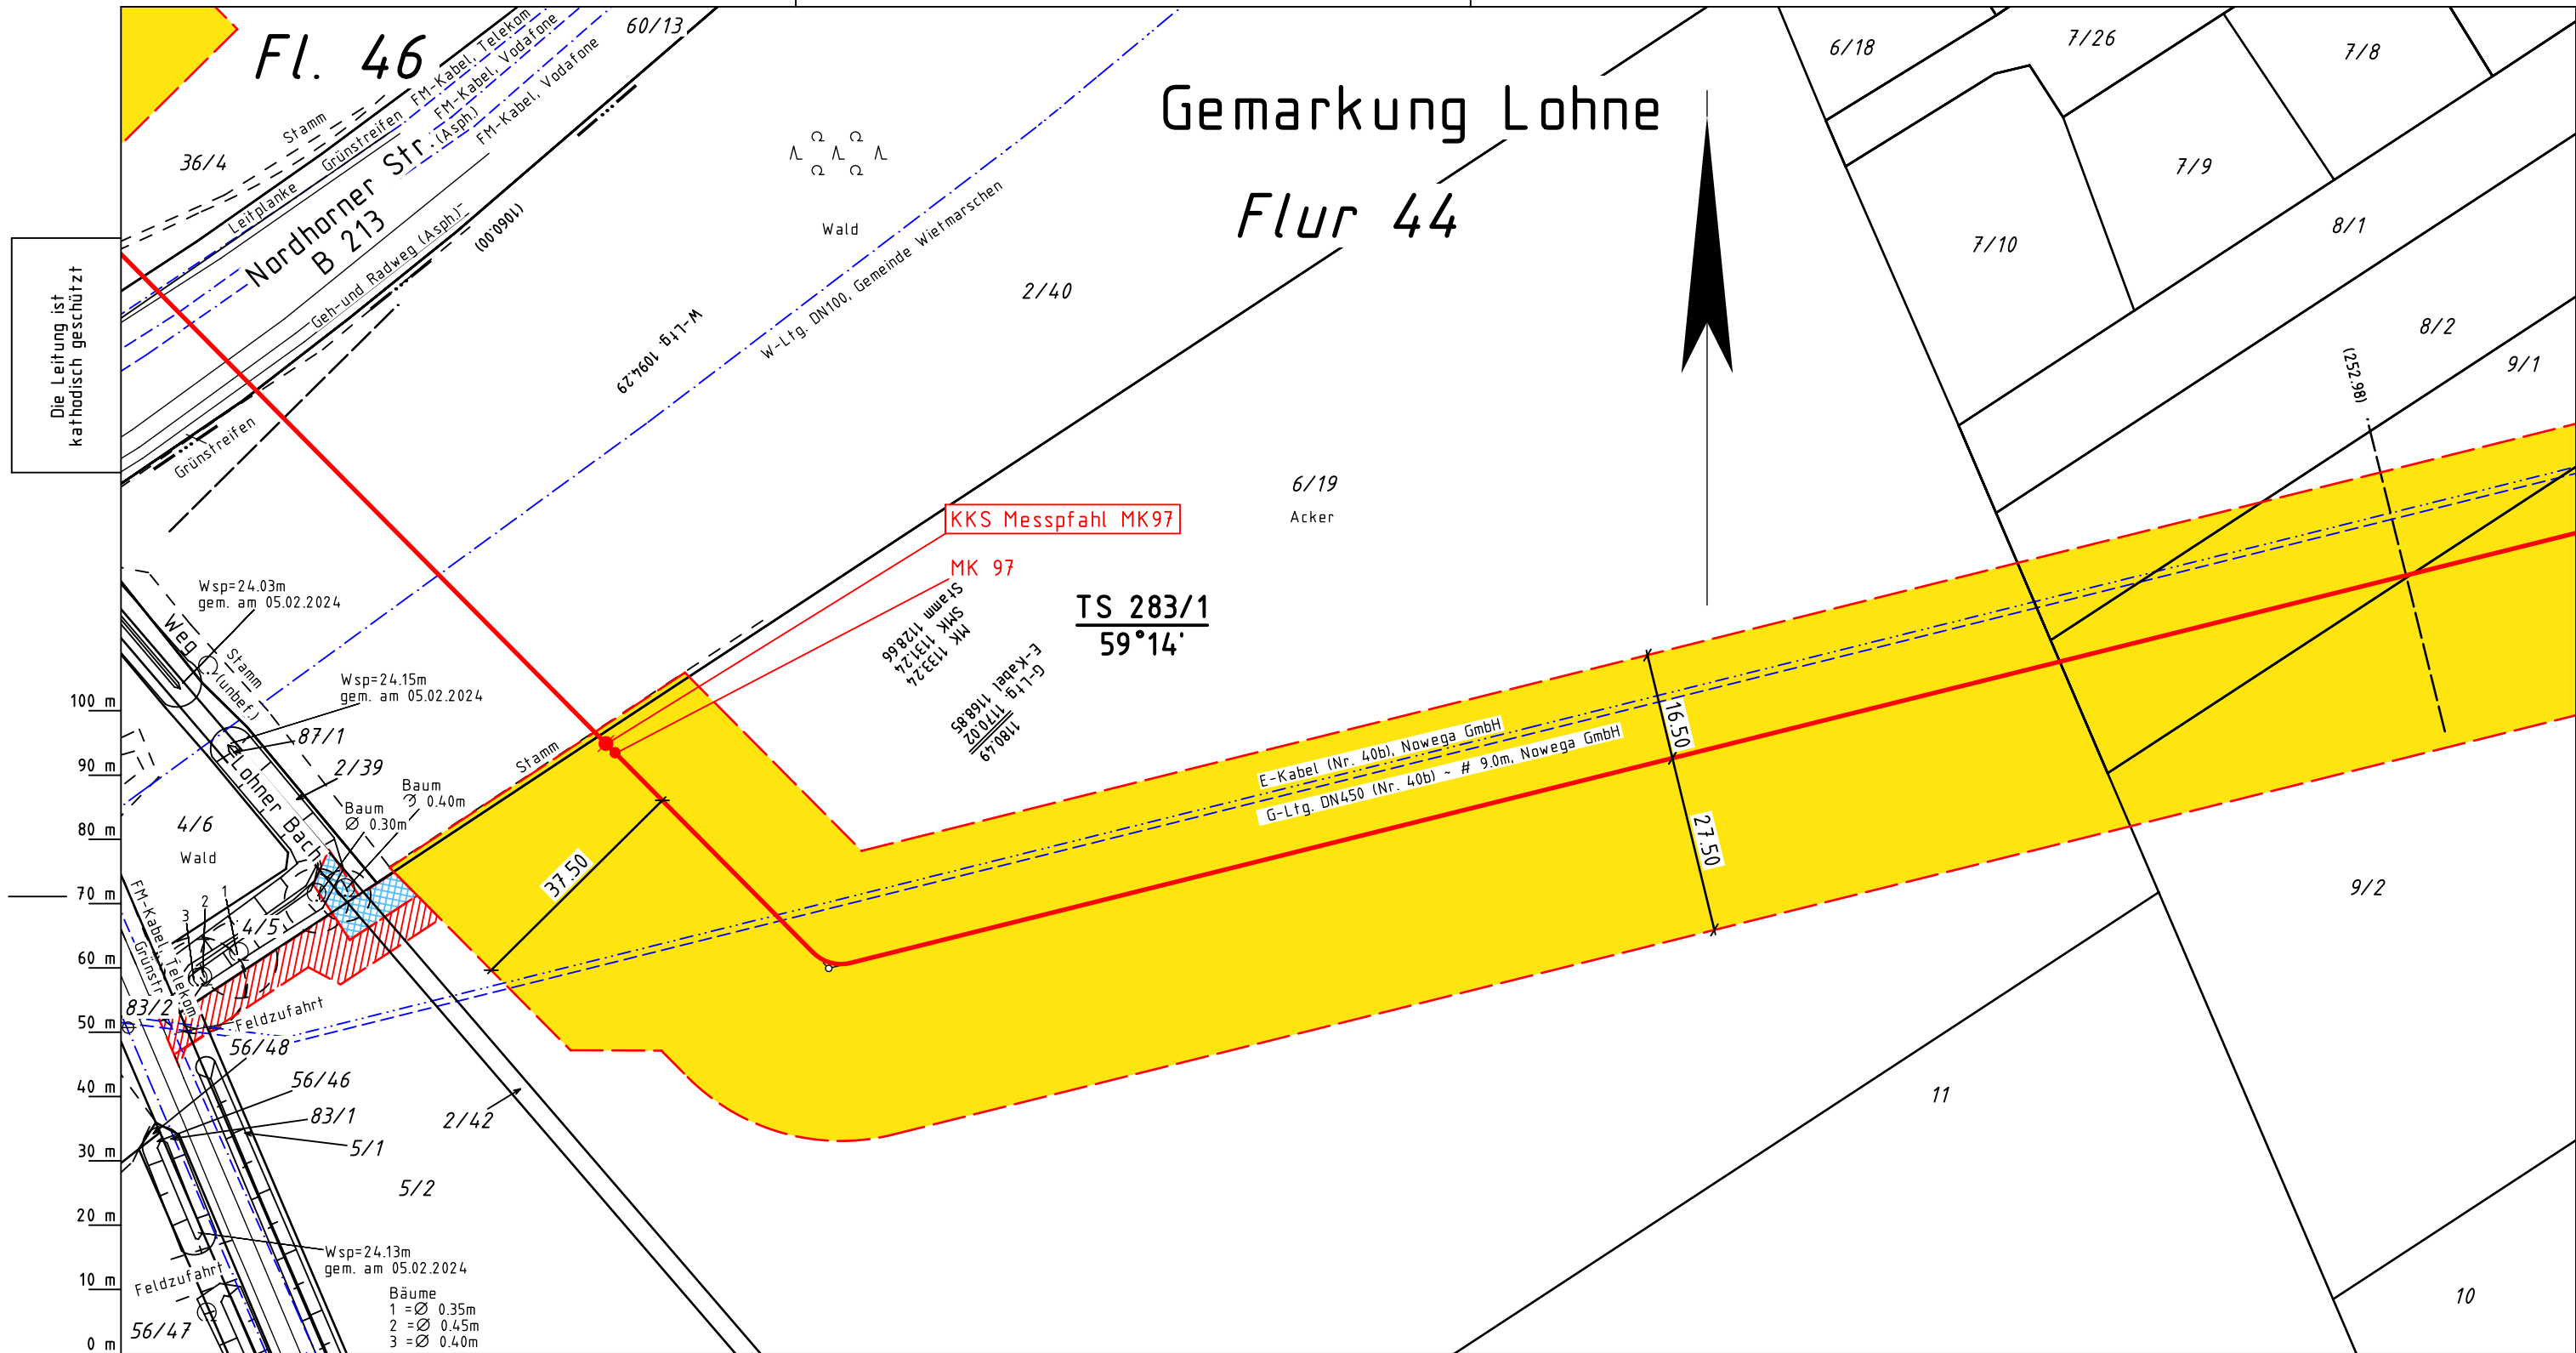 Fl. 46
60/13
FM-Kabel, Telekom
FM-Kabel, Vodafone
FM-Kabel, Vodafone
Stamm
Grünstreifen
(Asph.)
36/4
Leitplanke
Nordhorner Str.
B 213
Geh-und Radweg (Asph.)
(1060.00)
Grünstreifen
Die Leitung ist
kathodisch geschützt
Wald
2/40
W-Ltg. 1094.29
W-Ltg. DN100, Gemeinde Wietmarschen
Gemarkung Lohne
Flur 44
6/18
7/26
7/8
7/9
7/10
8/1
8/2
9/1
(252.98)
6/19
Acker
KKS Messpfahl MK97
MK 97
Stamm 1128.66
SMK 1131.24
MK 1133.24
E-Kabel 1168.85
G-Ltg. 1170.02
1180.49
TS 283/1
59°14'
Wsp=24.03m
gem. am 05.02.2024
Weg
(unbef.)
Stamm
Wsp=24.15m
gem. am 05.02.2024
87/1
2/39
Lohner Bach
Baum
Ø 0.40m
Baum
Ø 0.30m
Stamm
100 m
90 m
80 m
70 m
60 m
50 m
40 m
30 m
20 m
10 m
0 m
4/6
Wald
37.50
E-Kabel (Nr. 40b), Nowega GmbH
G-Ltg. DN450 (Nr. 40b) ~ # 9.0m, Nowega GmbH
16.50
27.50
FM-Kabel, Telekom
Grünstr.
1
2
3
4/5
83/2
Feldzufahrt
56/48
56/46
83/1
5/1
2/42
5/2
9/2
11
10
Wsp=24.13m
gem. am 05.02.2024
Feldzufahrt
56/47
Bäume
1 =Ø 0.35m
2 =Ø 0.45m
3 =Ø 0.40m